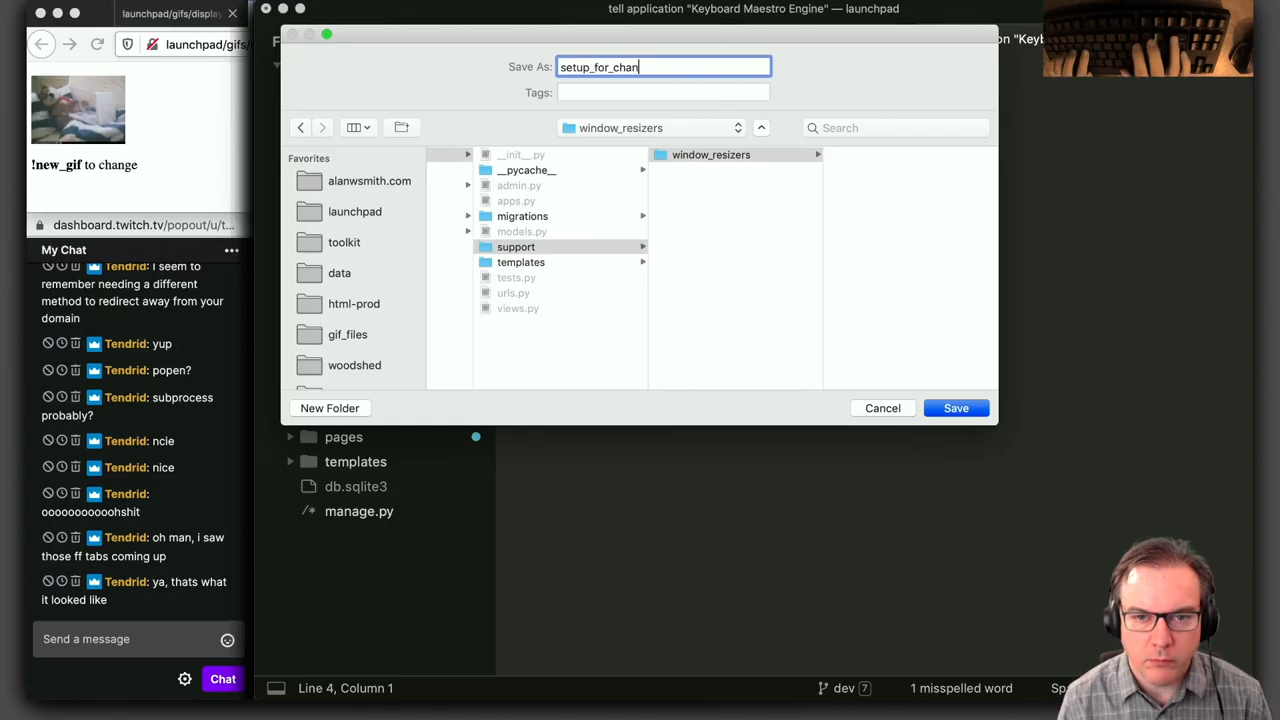 launchpad/gifs/display
launchpad/gifs/
!new_gif to change
dashboard.twitch.tv/popout/u/t...
My Chat
Tendrid: I seem to
remember needing a different
method to redirect away from your
domain
Tendrid: yup
Tendrid: popen?
Tendrid: subprocess
probably?
Tendrid: ncie
Tendrid: nice
Tendrid:
ooooooooooohshit
Tendrid: oh man, i saw
those ff tabs coming up
Tendrid: ya, thats what
it looked like
Send a message
Chat
tell application "Keyboard Maestro Engine" — launchpad
Save As: setup_for_chan
Tags:
window_resizers
Search
Favorites
alanwsmith.com
launchpad
toolkit
data
html-prod
gif_files
woodshed
__init__.py
__pycache__
admin.py
apps.py
migrations
models.py
support
templates
tests.py
urls.py
views.py
window_resizers
New Folder
Cancel
Save
pages
templates
db.sqlite3
/* manage.py
Line 4, Column 1
dev 7
1 misspelled word